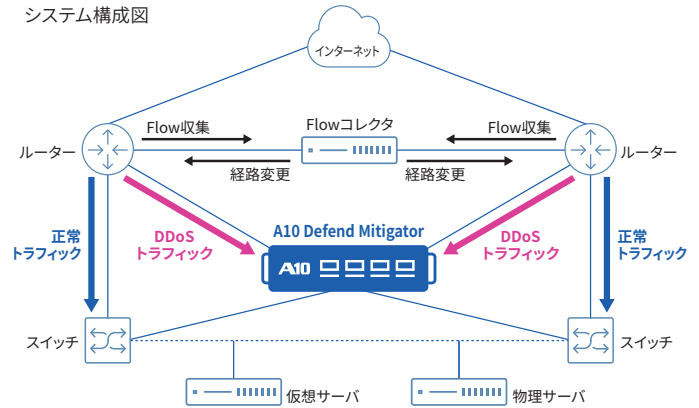 システム構成図
インターネット
Flow収集
Flowコレクタ
Flow収集
ルーター
ルーター
経路変更
経路変更
正常
トラフィック
DDoS
トラフィック
A10 Defend Mitigator
DDoS
トラフィック
正常
トラフィック
A10
スイッチ
スイッチ
仮想サーバ
物理サーバ